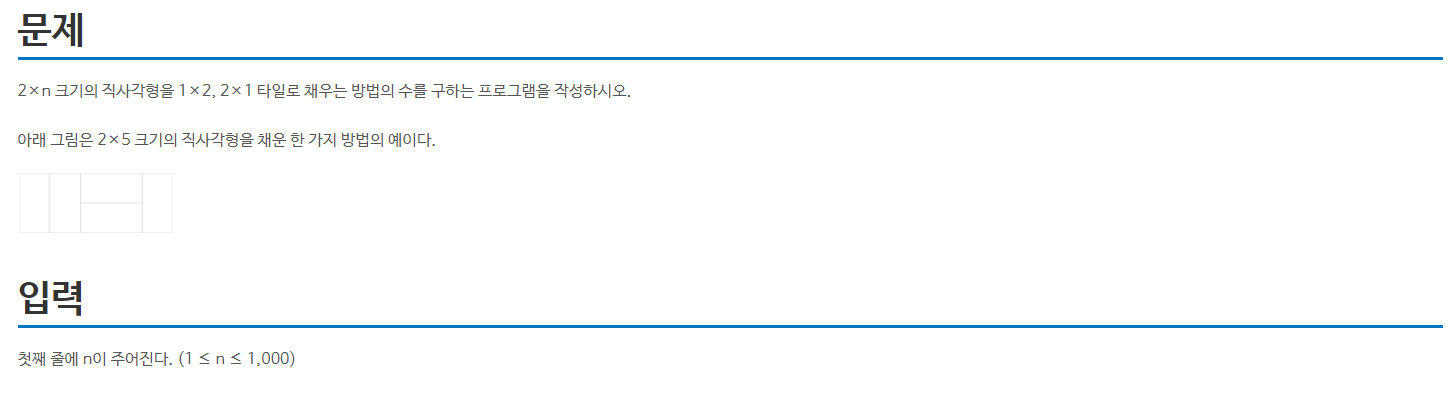 문제
2×n 크기의 직사각형을 1×2, 2×1 타일로 채우는 방법의 수를 구하는 프로그램을 작성하시오.
아래 그림은 2×5 크기의 직사각형을 채운 한 가지 방법의 예이다.
입력
첫째 줄에 n이 주어진다. (1 ≤ n ≤ 1,000)